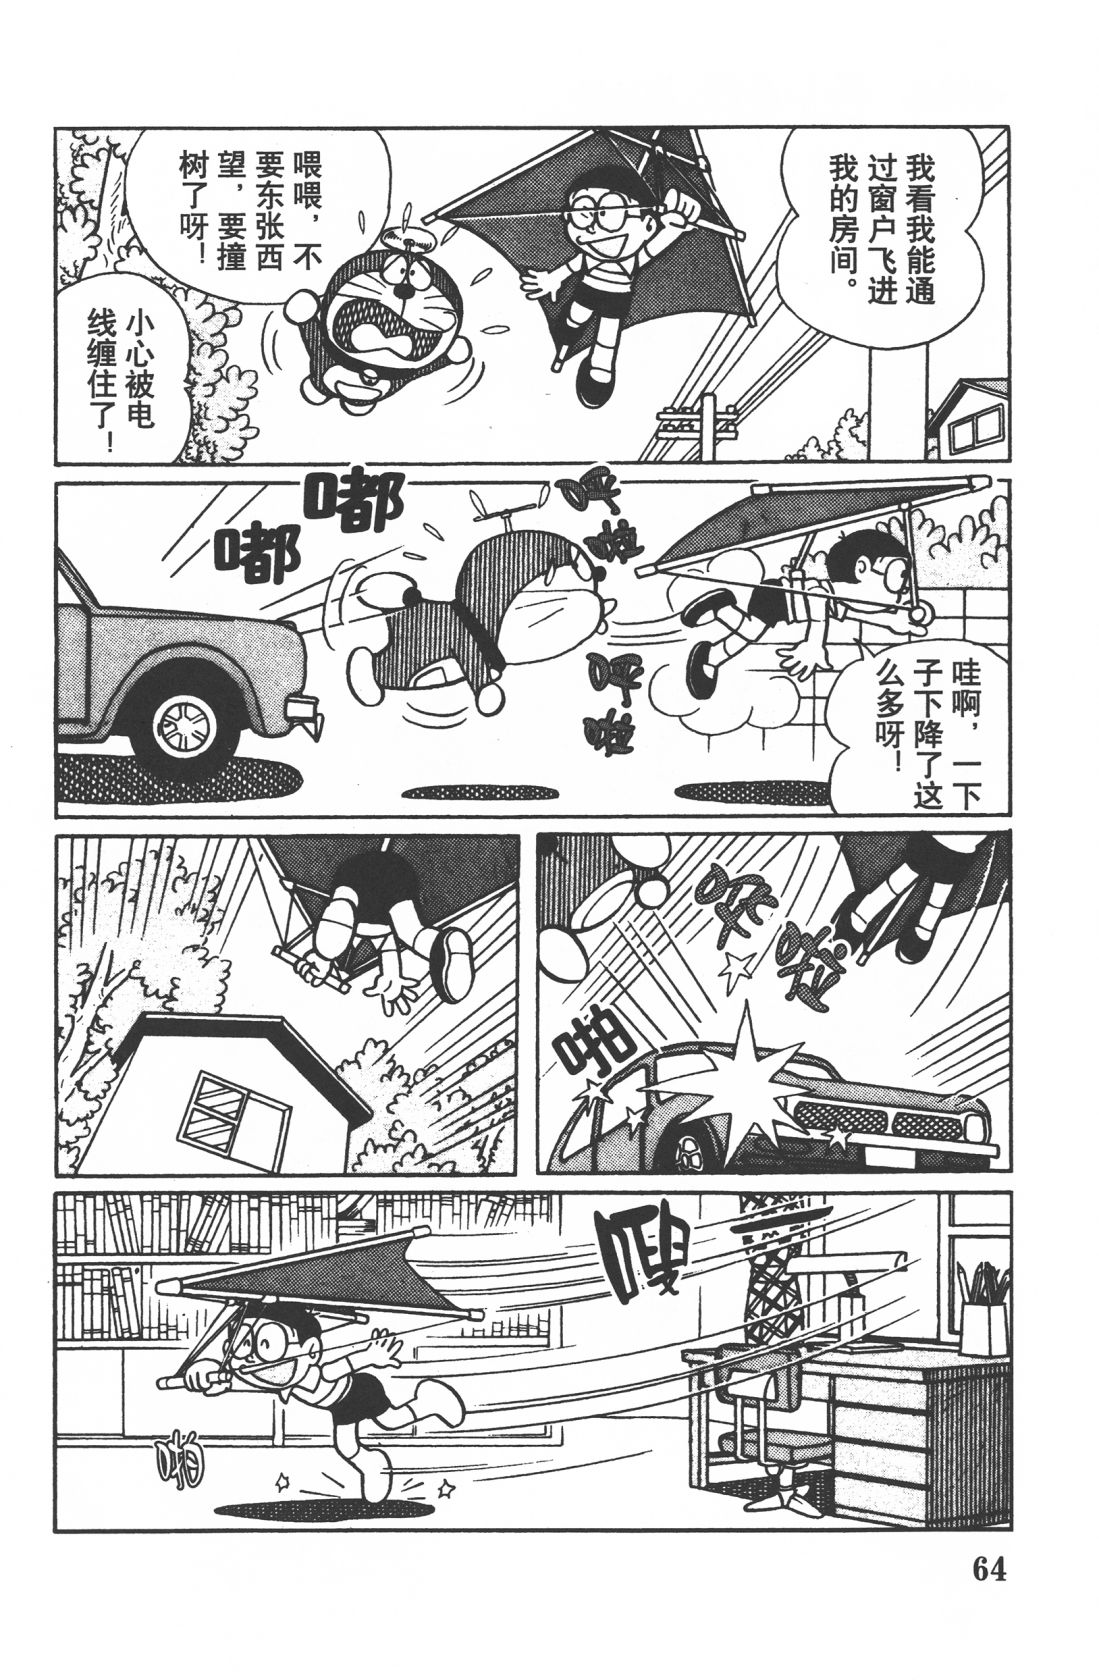 我看我能通
过窗户飞进
我的房间。
喂喂，不
要东张西
望，要撞
树了呀！
小心被电
线缠住了！
哇啊，一下
子下降了这
么多呀！
呼啦
呼啦
嘟
嘟
呼啦
啪
嗖
啪
64